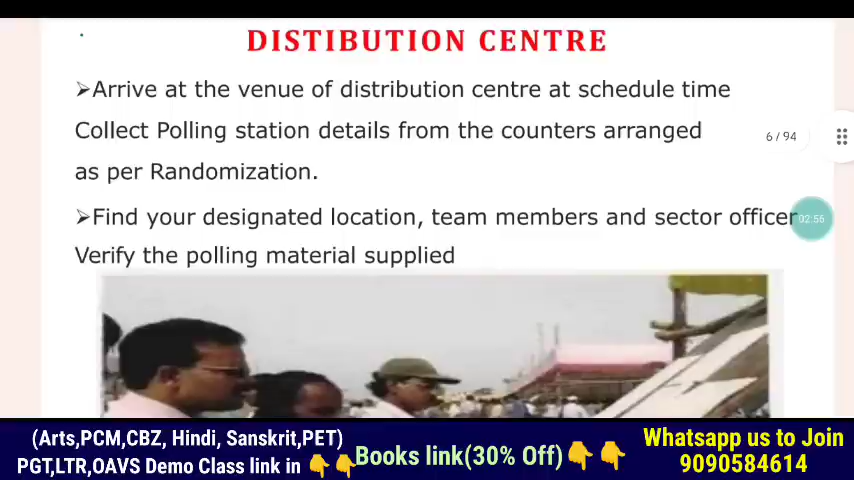 DISTIBUTION CENTRE
➢Arrive at the venue of distribution centre at schedule time
Collect Polling station details from the counters arranged
as per Randomization.
6 / 94
➢Find your designated location, team members and sector officer
02:56
Verify the polling material supplied
(Arts,PCM,CBZ, Hindi, Sanskrit,PET)
PGT,LTR,OAVS Demo Class link in 👇👇
Books link(30% Off)👇👇
Whatsapp us to Join
9090584614